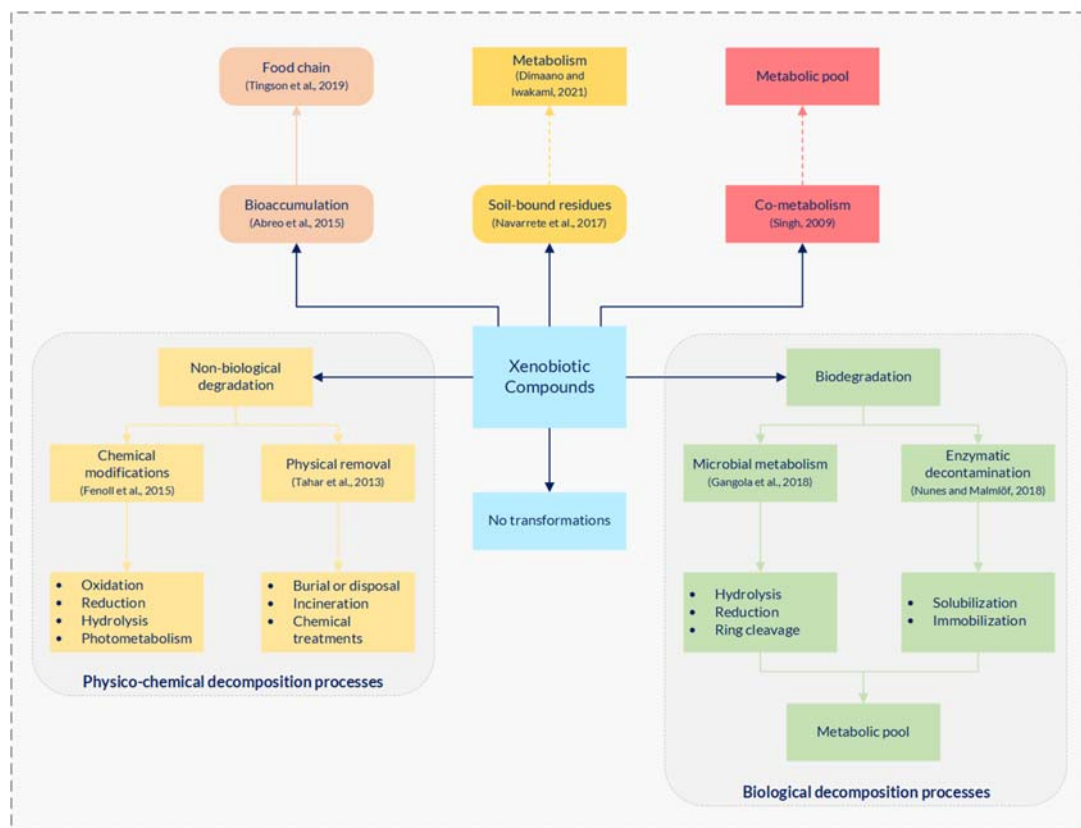 Food chain
(Tingson et al., 2019)
Metabolism
(Dimaano and
Iwakami, 2021)
Metabolic pool
Bioaccumulation
(Abreo et al., 2015)
Soil-bound residues
(Navarrete et al., 2017)
Co-metabolism
(Singh, 2009)
Xenobiotic
Compounds
No transformations
Non-biological
degradation
Chemical
modifications
(Fenoll et al., 2015)
Physical removal
(Tahar et al., 2013)
• Oxidation
• Reduction
• Hydrolysis
• Photometabolism
• Burial or disposal
• Incineration
• Chemical
treatments
Physico-chemical decomposition processes
Biodegradation
Microbial metabolism
(Gangola et al., 2018)
Enzymatic
decontamination
(Nunes and Malmlöf, 2018)
• Hydrolysis
• Reduction
• Ring cleavage
• Solubilization
• Immobilization
Metabolic pool
Biological decomposition processes